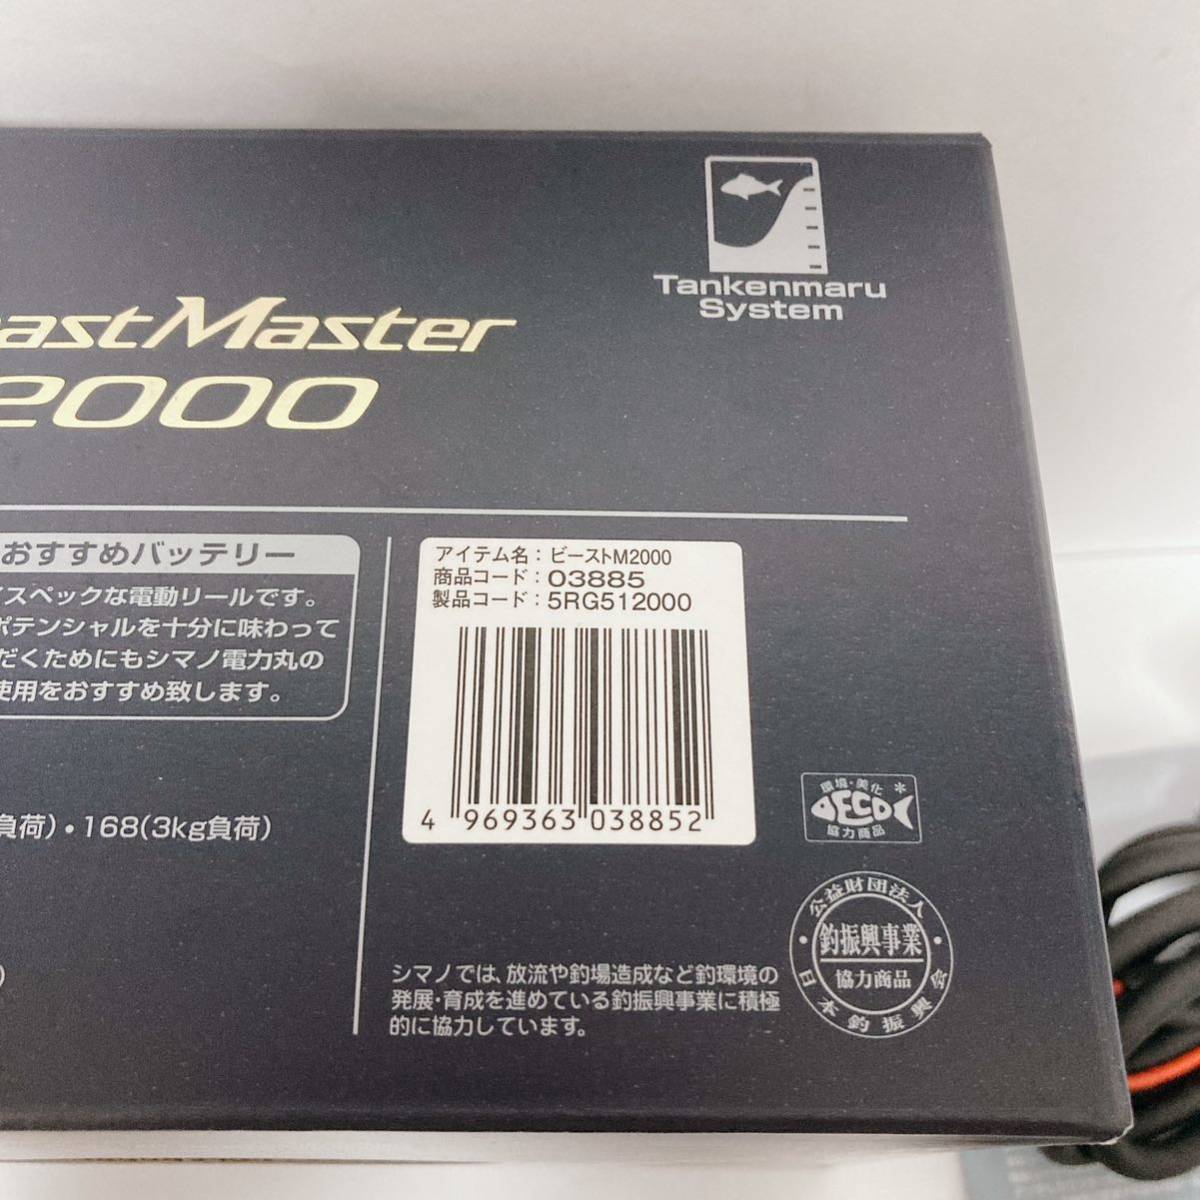 Tankenmaru
System
eastMaster
2000
おすすめバッテリー
イスペックな電動リールです。
ポテンシャルを十分に味わって
だくためにもシマノ電力丸の
使用をおすすめ致します。
負荷)・168(3kg負荷)
アイテム名：ビーストM2000
商品コード：03885
製品コード：5RG512000
4 969363 038852
環境・美化
ECO
協力商品
公益財団法人
釣振興事業
協力商品
日本釣振興会
シマノでは、放流や釣場造成など釣環境の
発展・育成を進めている釣振興事業に積極
的に協力しています。